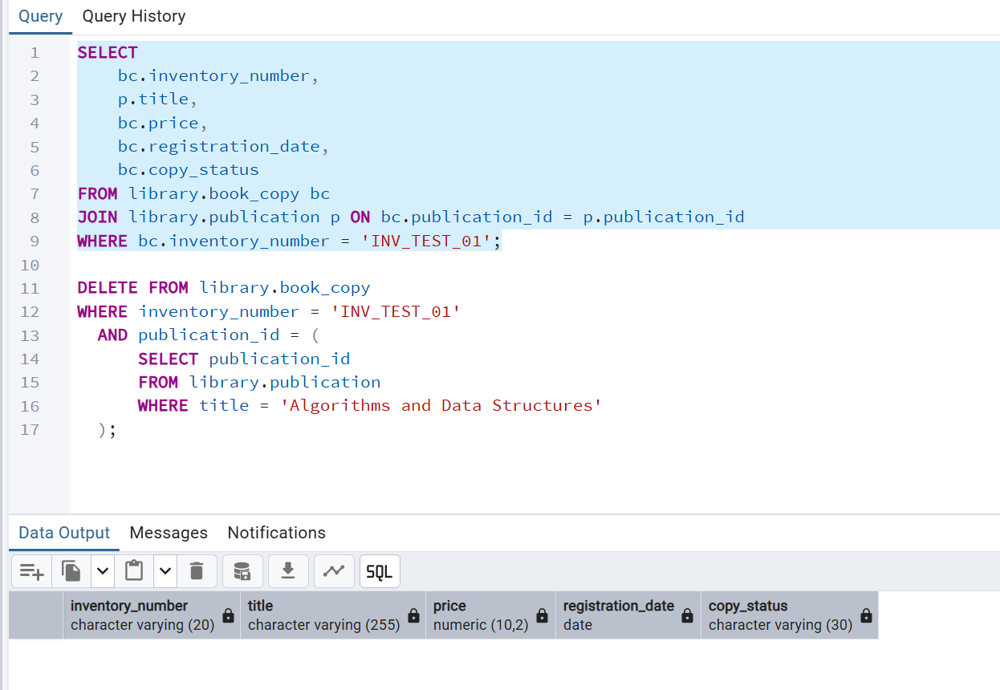 Query Query History
1 SELECT
2     bc.inventory_number,
3     p.title,
4     bc.price,
5     bc.registration_date,
6     bc.copy_status
7 FROM library.book_copy bc
8 JOIN library.publication p ON bc.publication_id = p.publication_id
9 WHERE bc.inventory_number = 'INV_TEST_01';
10
11 DELETE FROM library.book_copy
12 WHERE inventory_number = 'INV_TEST_01'
13   AND publication_id = (
14       SELECT publication_id
15       FROM library.publication
16       WHERE title = 'Algorithms and Data Structures'
17   );
Data Output Messages Notifications
SQL
inventory_number title price registration_date copy_status
character varying (20) character varying (255) numeric (10,2) date character varying (30)